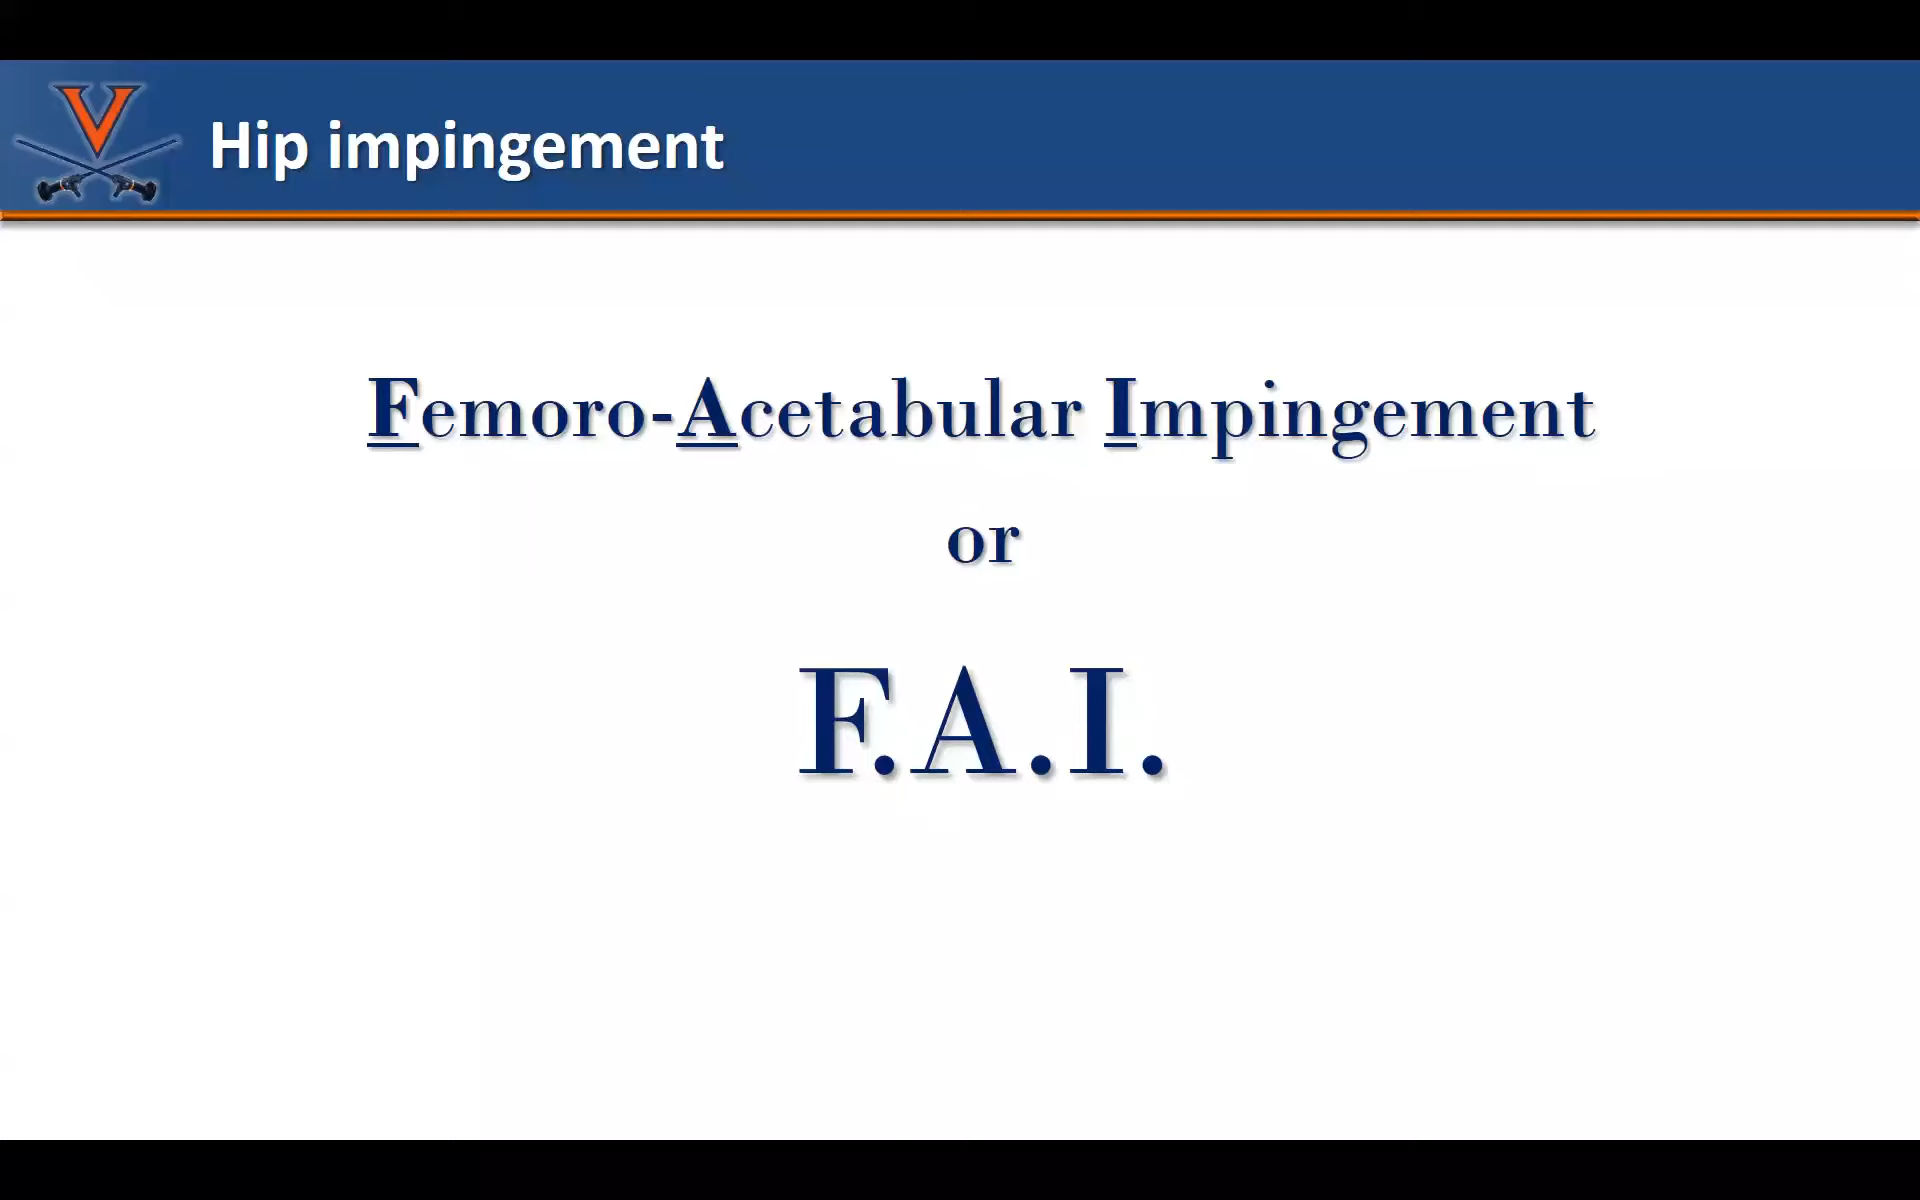 V
Hip impingement
Femoro-Acetabular Impingement
or
F.A.I.